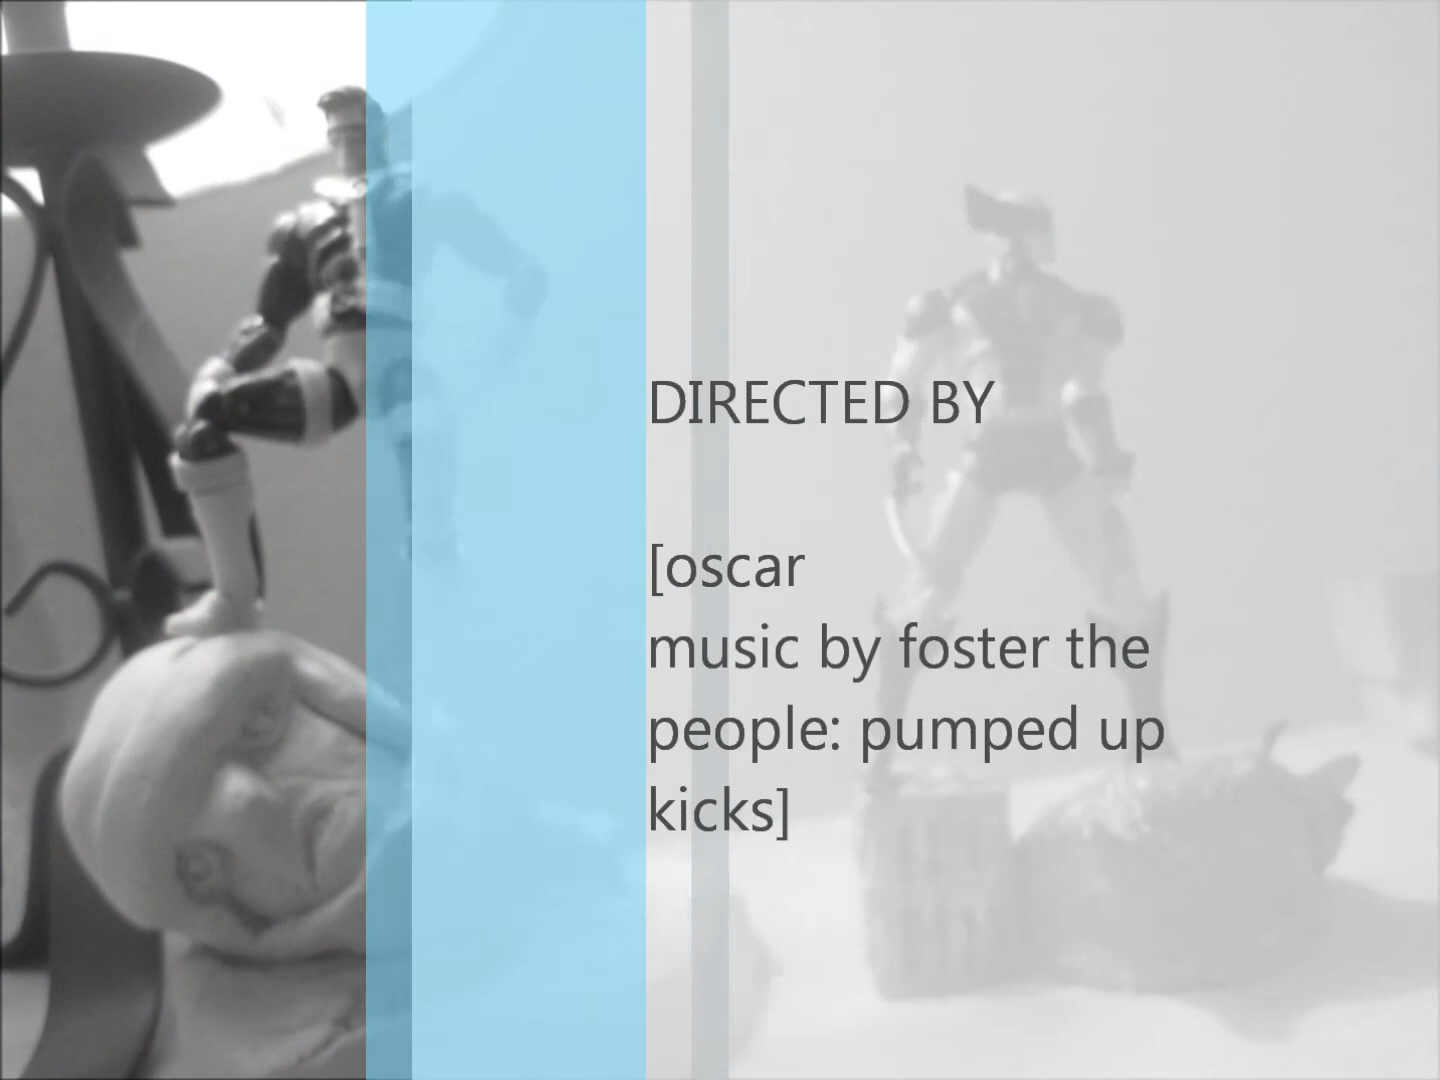 DIRECTED BY
[oscar
music by foster the
people: pumped up
kicks]